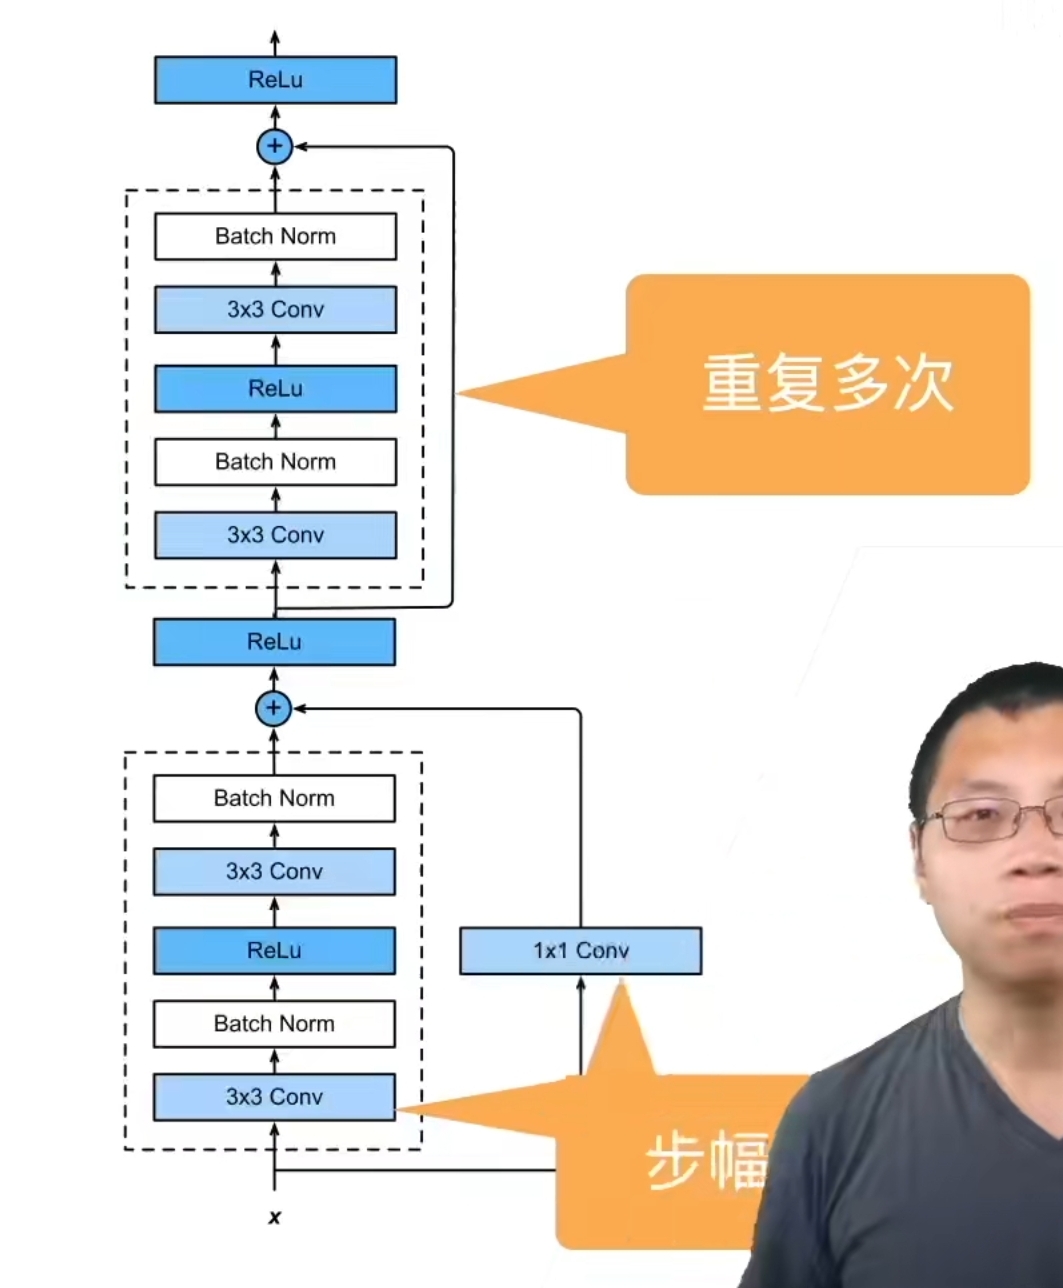 ReLu
+
Batch Norm
3x3 Conv
ReLu
Batch Norm
3x3 Conv
重复多次
ReLu
+
Batch Norm
3x3 Conv
ReLu
1x1 Conv
Batch Norm
3x3 Conv
步幅
x